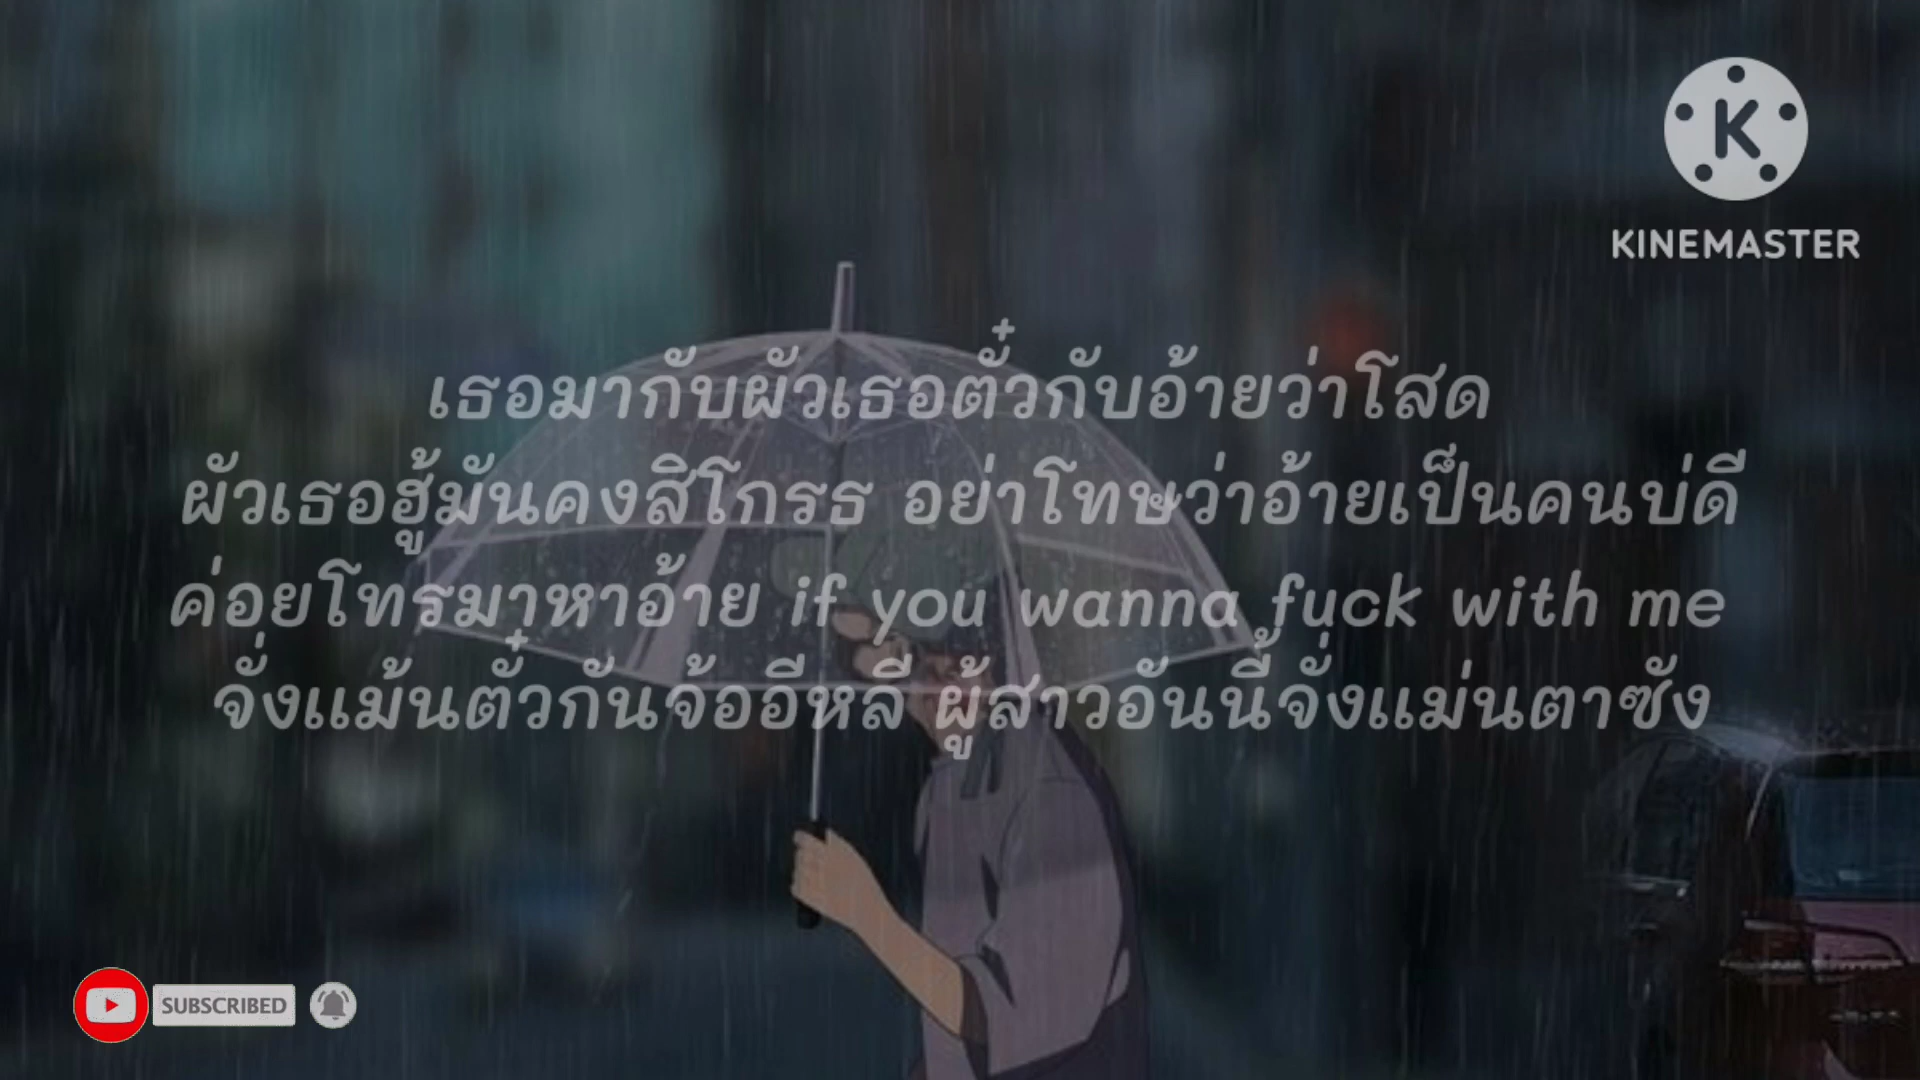 KINEMASTER
เธอมากับผัวเธอตั๋วกับอ้ายว่าโสด
ผัวเธอฮู้มันคงสิโกรธ อย่าโทษว่าอ้ายเป็นคนบ่ดี
ค่อยโทรมาหาอ้าย if you wanna fuck with me
จั่งแม้นตั๋วกันจ้ออีหลี ผู้สาวอันนี้จั่งแม่นตาซัง
SUBSCRIBED